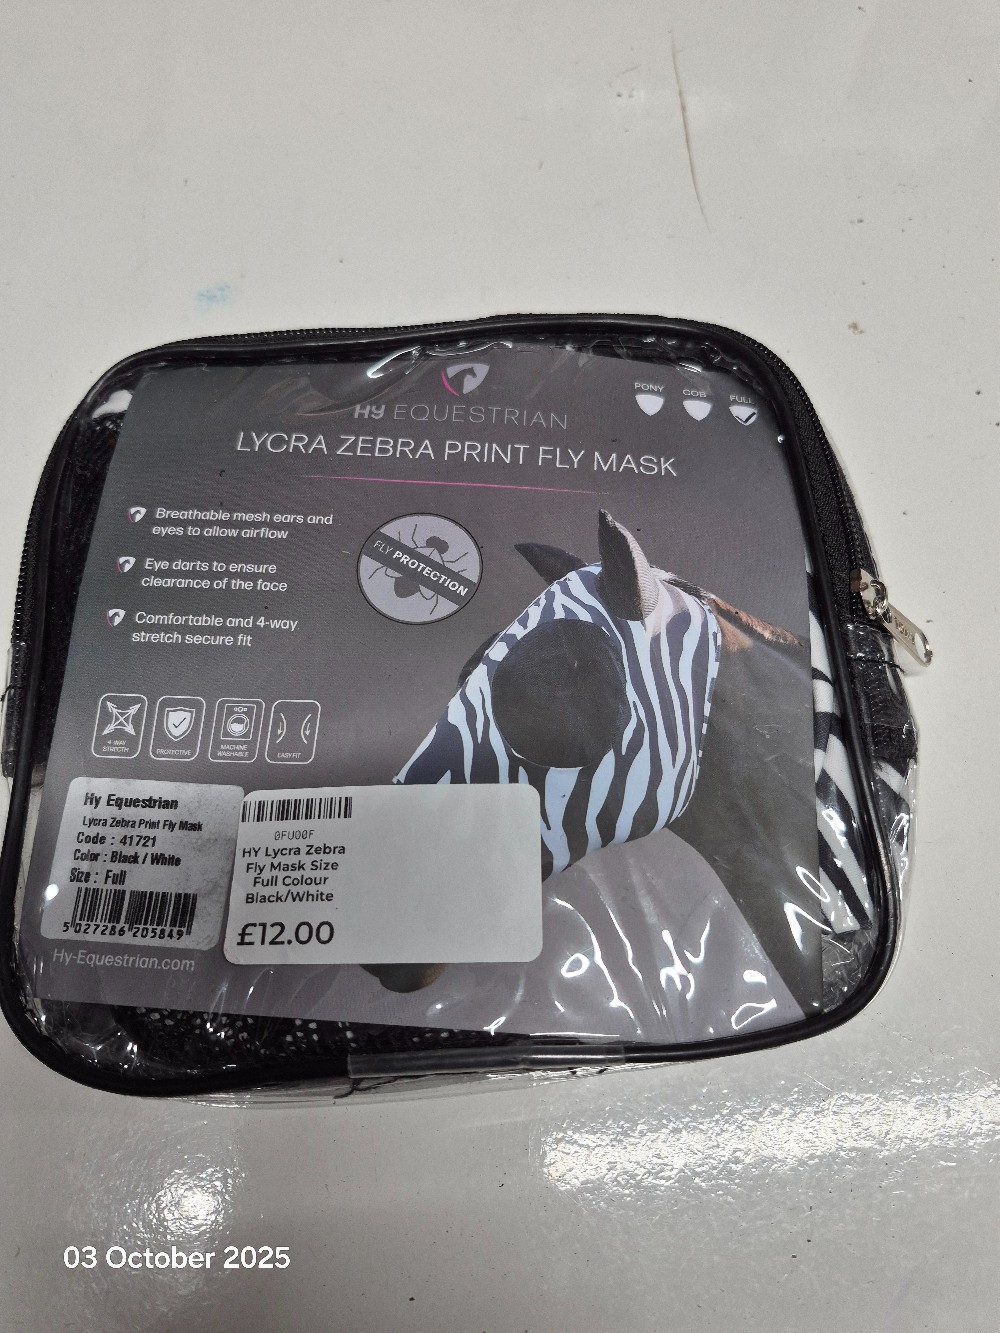 HY EQUESTRIAN
LYCRA ZEBRA PRINT FLY MASK
PONY
COB
FULL
Breathable mesh ears and
eyes to allow airflow
Eye darts to ensure
clearance of the face
Comfortable and 4-way
stretch secure fit
FLY PROTECTION
4-WAY
STRETCH
PROTECTIVE
MACHINE
WASHABLE
EASY FIT
Hy Equestrian
Lycra Zebra Print Fly Mask
Code : 41721
Color : Black / White
Size : Full
5 027286 205849
0FU00F
HY Lycra Zebra
Fly Mask Size
Full Colour
Black/White
£12.00
Hy-Equestrian.com
03 October 2025